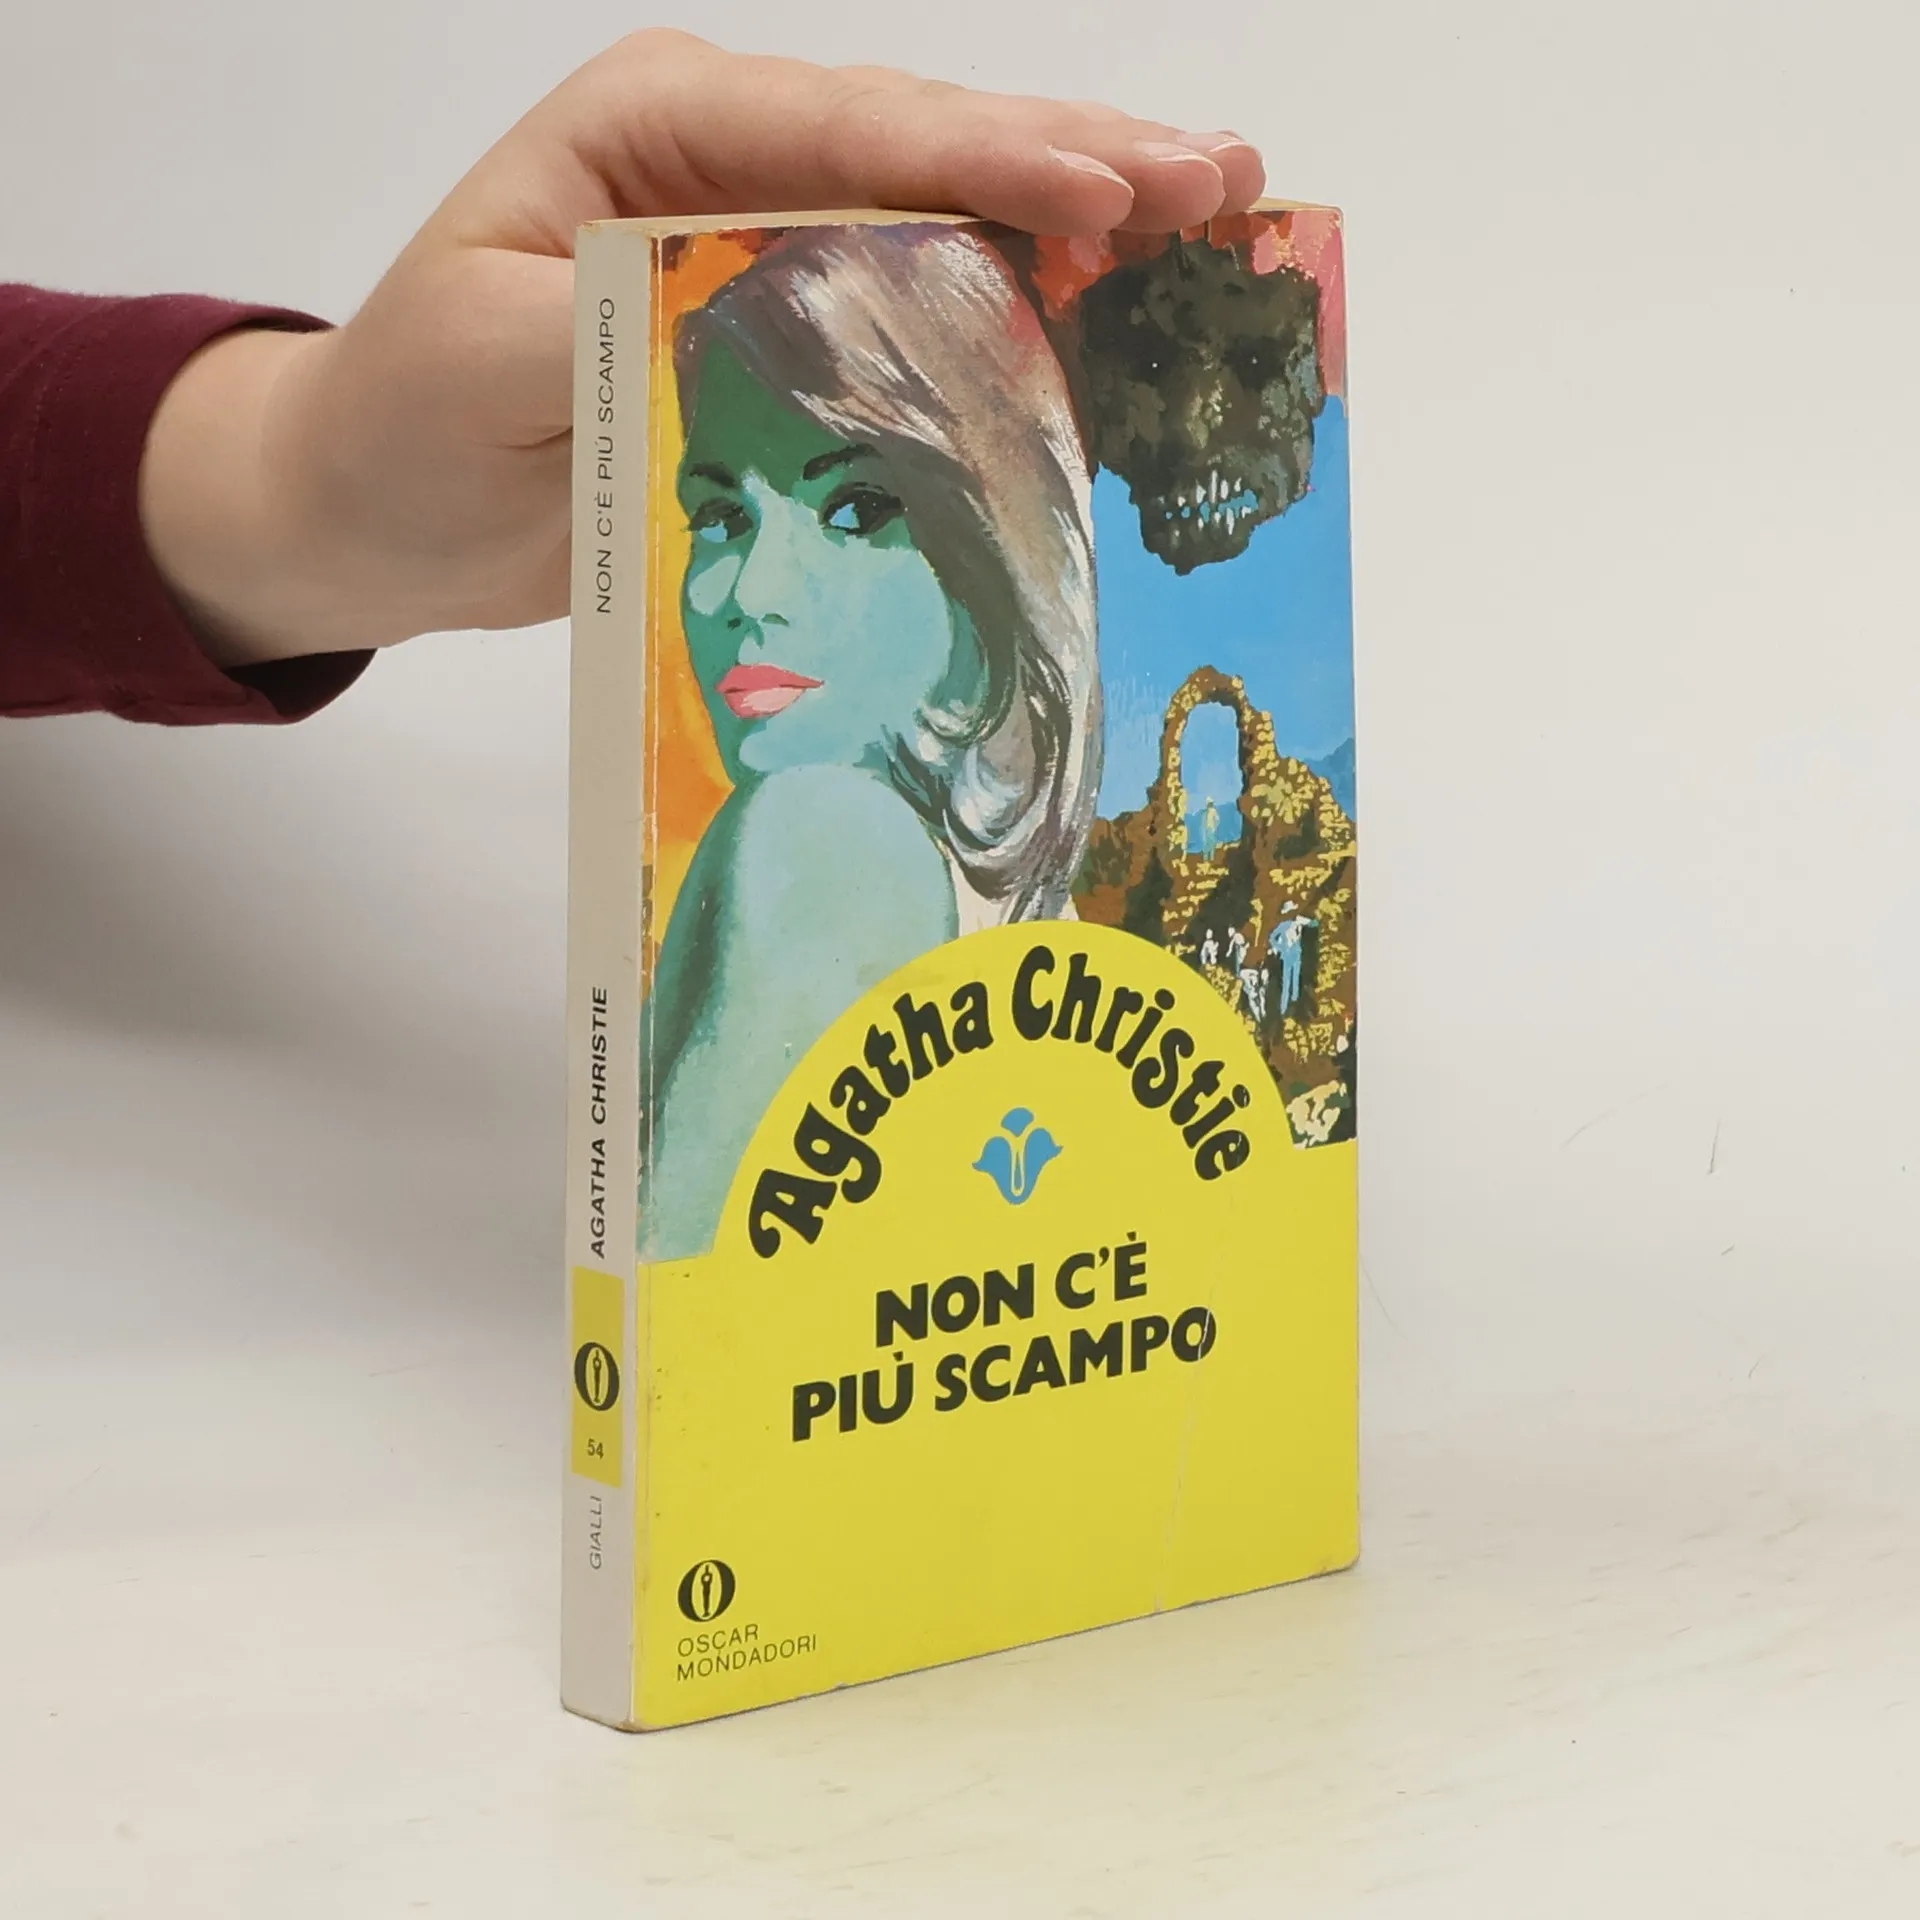 NON C'È PIÙ SCAMPO
AGATHA CHRISTIE
54
GIALLI
Agatha Christie
NON C'È
PIÙ SCAMPO
OSCAR
MONDADORI